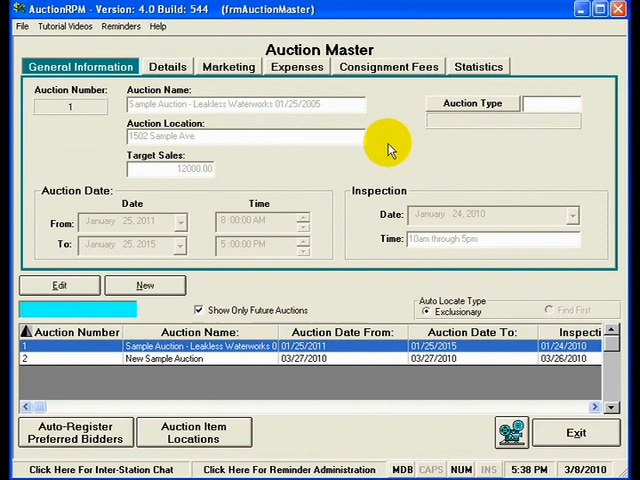 AuctionRPM - Version: 4.0 Build: 544 (frmAuctionMaster)
File Tutorial Videos Reminders Help
Auction Master
General Information Details Marketing Expenses Consignment Fees Statistics
Auction Number: Auction Name:
1 Sample Auction - Leakless Waterworks 01/25/2005 Auction Type
Auction Location:
1502 Sample Ave.
Target Sales:
12000.00
Auction Date: Inspection
Date Time
From: January 25, 2011 8:00:00 AM Date: January 24, 2010
To: January 25, 2015 5:00:00 PM Time: 10am through 5pm
Edit New
Auto Locate Type
Show Only Future Auctions Exclusionary Find First
Auction Number Auction Name: Auction Date From: Auction Date To: Inspecti
1 Sample Auction - Leakless Waterworks 0 01/25/2011 01/25/2015 01/24/2010
2 New Sample Auction 03/27/2010 03/27/2010 03/26/2010
Auto-Register Preferred Bidders Auction Item Locations Exit
Click Here For Inter-Station Chat Click Here For Reminder Administration MDB CAPS NUM INS 5:38 PM 3/8/2010